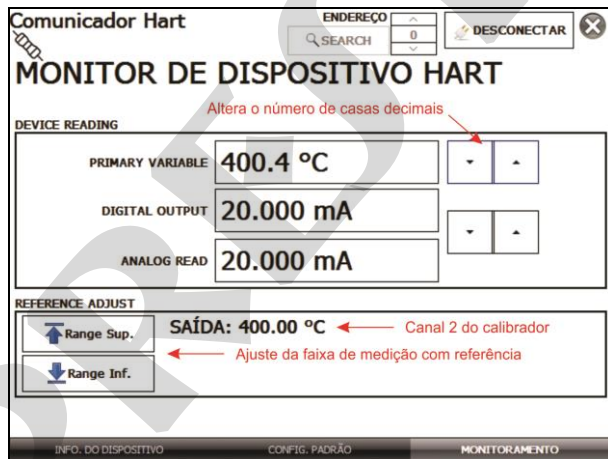 Comunicador Hart
ENDEREÇO
SEARCH
0
DESCONECTAR
MONITOR DE DISPOSITIVO HART
Altera o número de casas decimais
DEVICE READING
PRIMARY VARIABLE 400.4 ºC
DIGITAL OUTPUT 20.000 mA
ANALOG READ 20.000 mA
REFERENCE ADJUST
Range Sup.
SAÍDA: 400.00 ºC
Canal 2 do calibrador
Ajuste da faixa de medição com referência
Range Inf.
INFO. DO DISPOSITIVO
CONFIG. PADRÃO
MONITORAMENTO